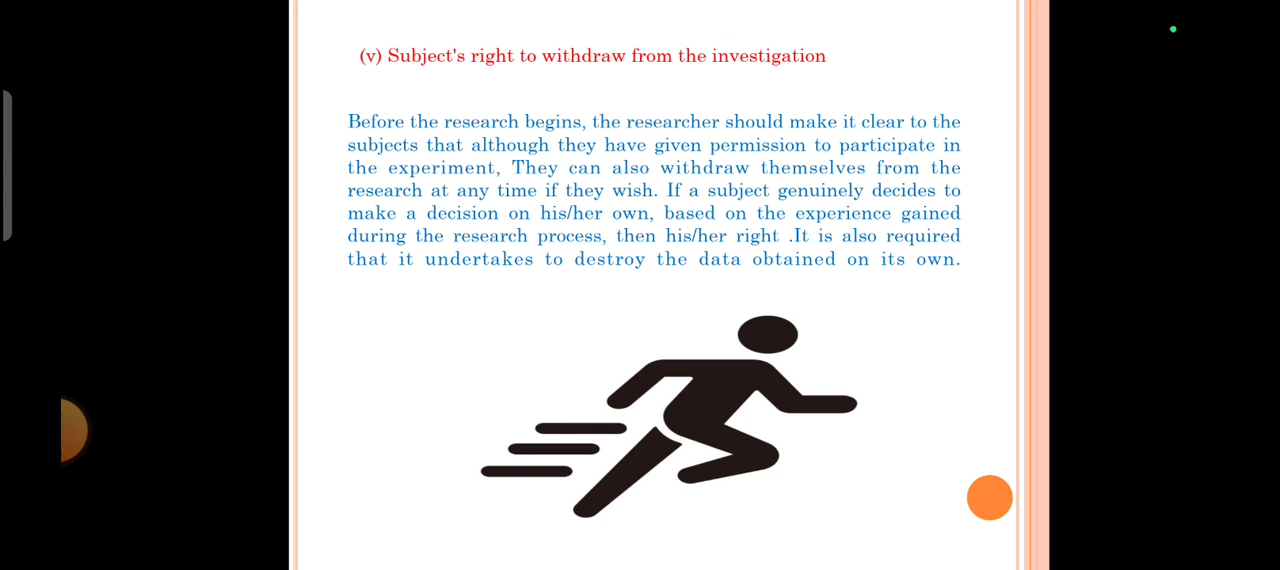 (v) Subject's right to withdraw from the investigation
Before the research begins, the researcher should make it clear to the
subjects that although they have given permission to participate in
the experiment, They can also withdraw themselves from the
research at any time if they wish. If a subject genuinely decides to
make a decision on his/her own, based on the experience gained
during the research process, then his/her right .It is also required
that it undertakes to destroy the data obtained on its own.